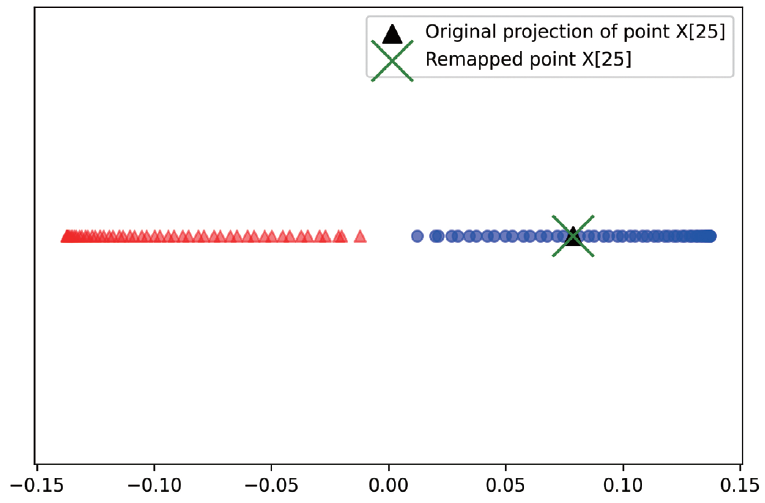 Original projection of point X[25]
Remapped point X[25]
−0.15 −0.10 −0.05 0.00 0.05 0.10 0.15